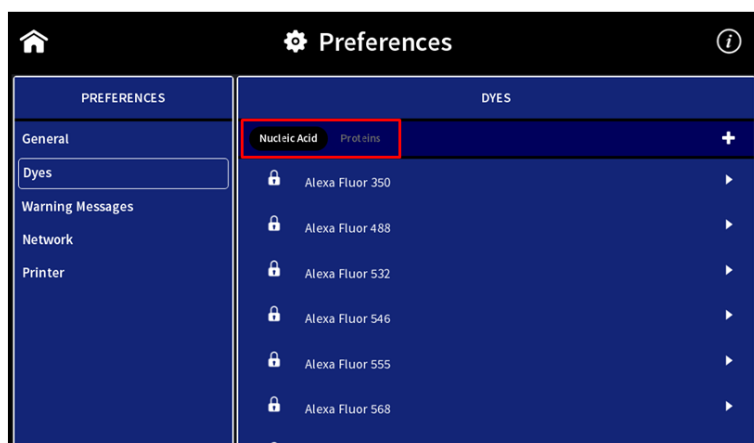 Preferences
i
PREFERENCES
General
Dyes
Warning Messages
Network
Printer
DYES
Nucleic Acid Proteins
Alexa Fluor 350
Alexa Fluor 488
Alexa Fluor 532
Alexa Fluor 546
Alexa Fluor 555
Alexa Fluor 568